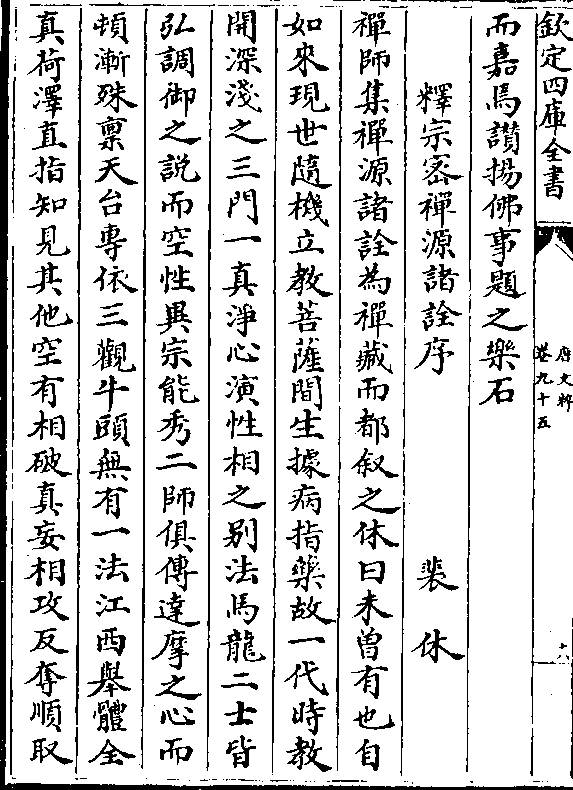 欽定四庫全書
唐文粹
卷九十五
十八
而嘉焉讃揚佛事題之樂石
釋宗密禪源諸詮序
裴休
禪師集禪源諸詮為禪藏而都叙之休曰未曽有也自
如來現世隨機立教菩薩間生據病指藥故一代時教
開深淺之三門一真淨心演性相之别法馬龍二士皆
弘調御之說而空性異宗能秀二師俱傳達摩之心而
頓漸殊禀天台專依三觀牛頭無有一法江西舉體全
真荷澤直指知見其他空有相破真妄相攻反奪順取